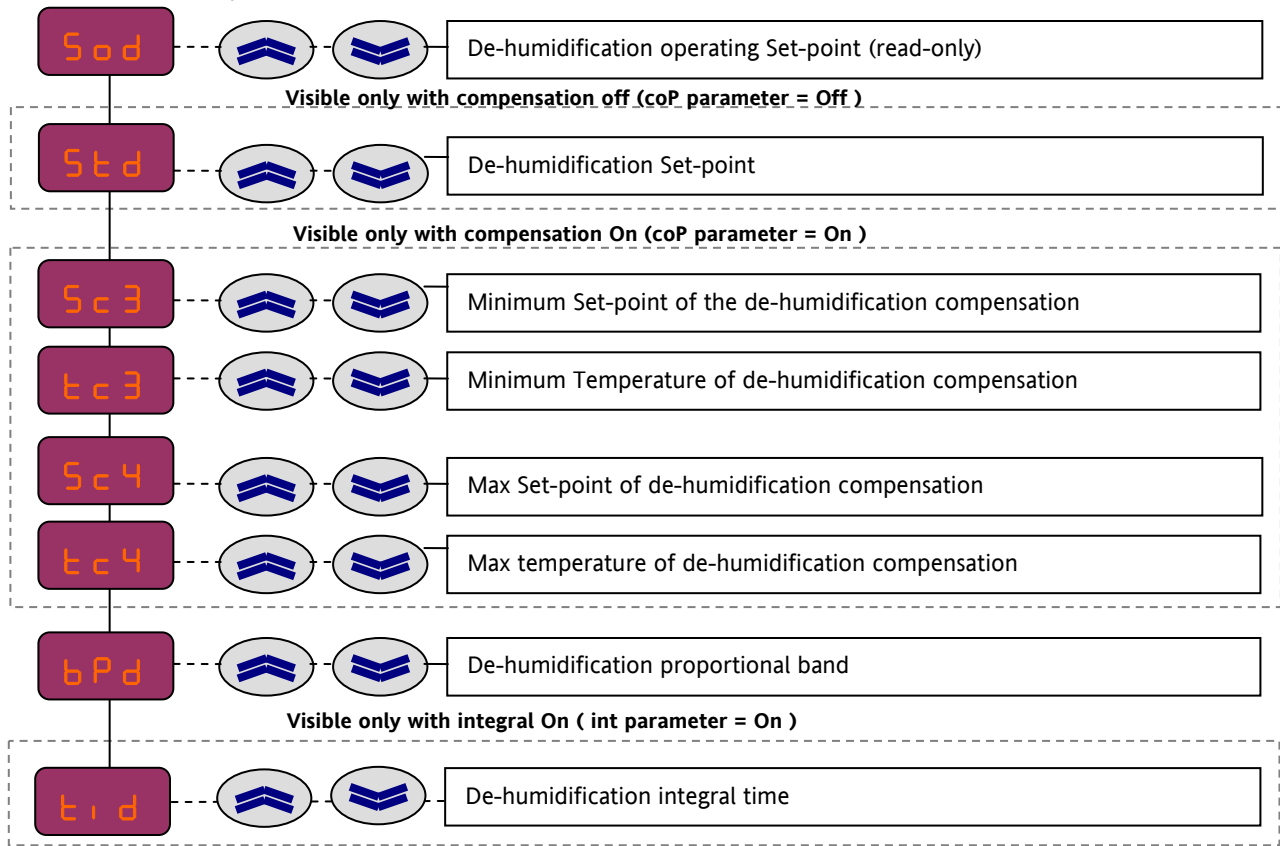 Sod De-humidification operating Set-point (read-only)
Visible only with compensation off (coP parameter = Off )
Std De-humidification Set-point
Visible only with compensation On (coP parameter = On )
Sc3 Minimum Set-point of the de-humidification compensation
tc3 Minimum Temperature of de-humidification compensation
Sc4 Max Set-point of de-humidification compensation
tc4 Max temperature of de-humidification compensation
bPd De-humidification proportional band
Visible only with integral On ( int parameter = On )
tid De-humidification integral time